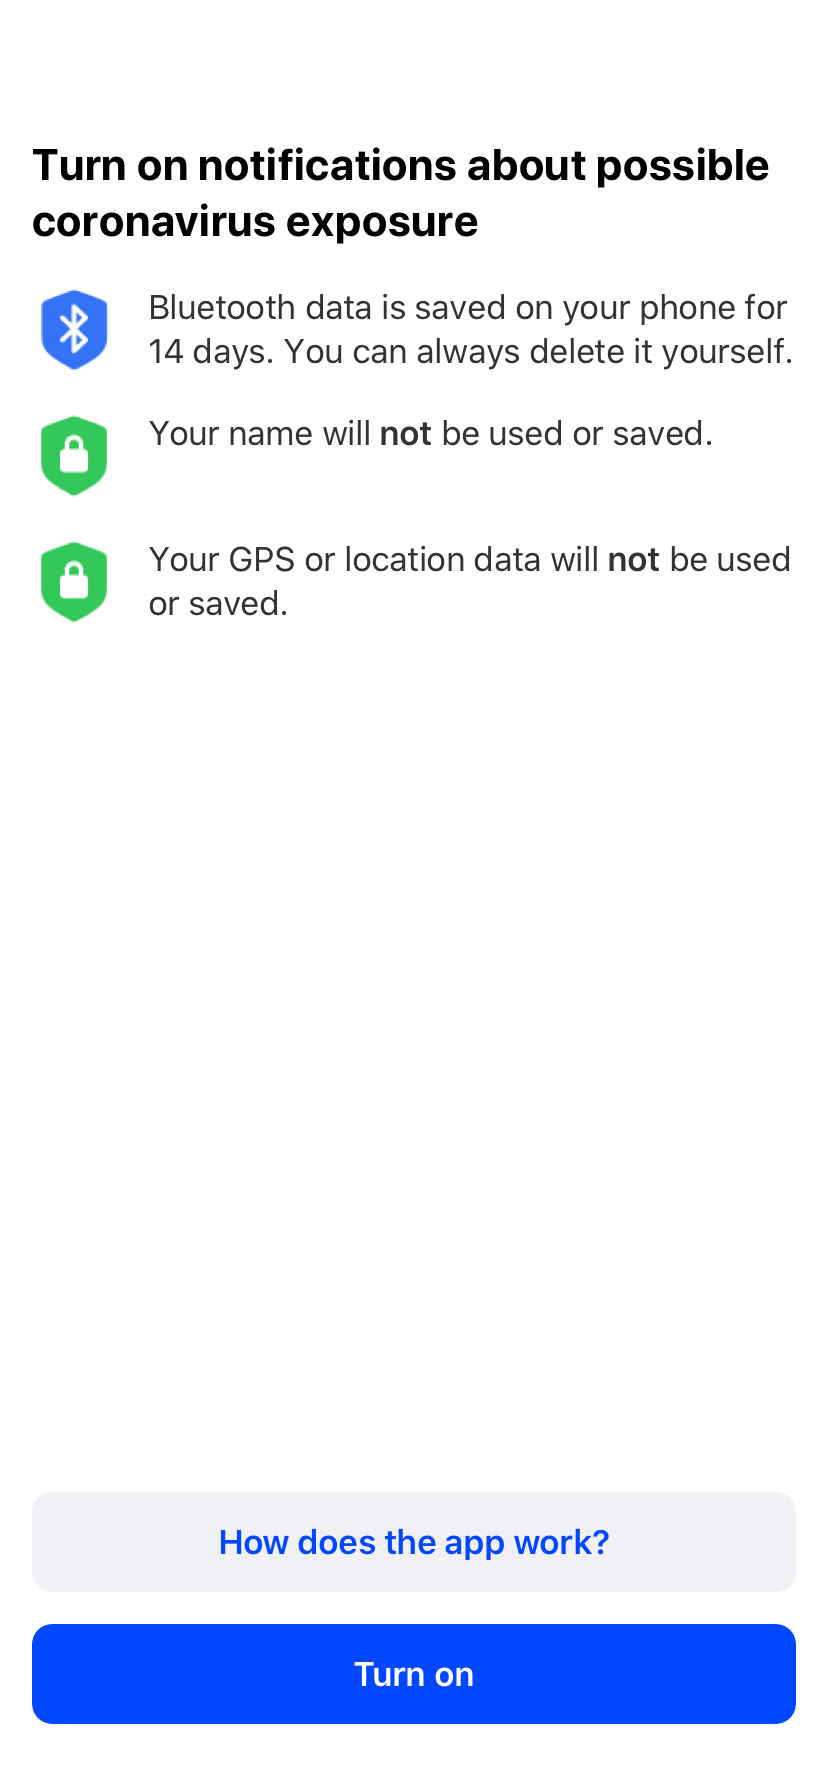 Turn on notifications about possible
coronavirus exposure
Bluetooth data is saved on your phone for
14 days. You can always delete it yourself.
Your name will not be used or saved.
Your GPS or location data will not be used
or saved.
How does the app work?
Turn on